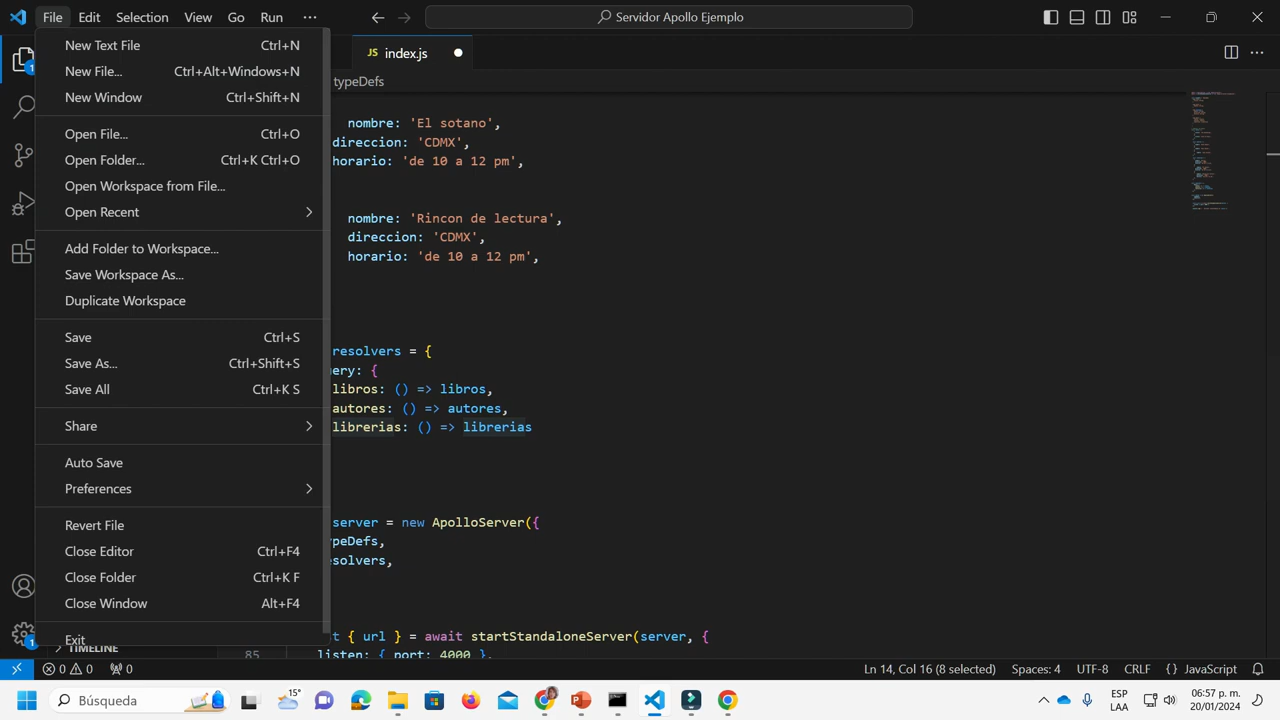 File Edit Selection View Go Run ··· Servidor Apollo Ejemplo
New Text File Ctrl+N
New File... Ctrl+Alt+Windows+N
New Window Ctrl+Shift+N
Open File... Ctrl+O
Open Folder... Ctrl+K Ctrl+O
Open Workspace from File...
Open Recent
Add Folder to Workspace...
Save Workspace As...
Duplicate Workspace
Save Ctrl+S
Save As... Ctrl+Shift+S
Save All Ctrl+K S
Share
Auto Save
Preferences
Revert File
Close Editor Ctrl+F4
Close Folder Ctrl+K F
Close Window Alt+F4
Exit
TIMELINE
JS index.js
typeDefs
nombre: 'El sotano',
direccion: 'CDMX',
horario: 'de 10 a 12 pm',
nombre: 'Rincon de lectura',
direccion: 'CDMX',
horario: 'de 10 a 12 pm',
resolvers = {
ery: {
libros: () => libros,
autores: () => autores,
librerias: () => librerias
server = new ApolloServer({
ypeDefs,
esolvers,
t { url } = await startStandaloneServer(server, {
85 listen: { port: 4000 },
1
1
0 0 0 Ln 14, Col 16 (8 selected) Spaces: 4 UTF-8 CRLF {} JavaScript
Búsqueda 15° ESP LAA 06:57 p. m. 20/01/2024